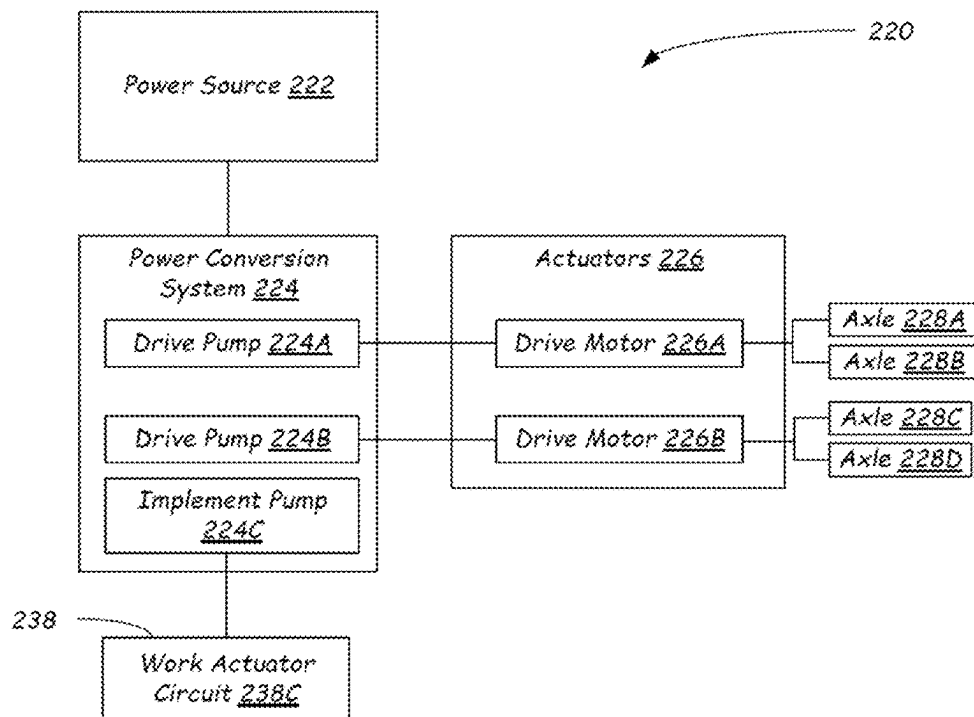 220
Power Source 222
Power Conversion
System 224
Actuators 226
Drive Pump 224A
Drive Motor 226A
Axle 228A
Axle 228B
Drive Pump 224B
Drive Motor 226B
Axle 228C
Axle 228D
Implement Pump
224C
238
Work Actuator
Circuit 238C